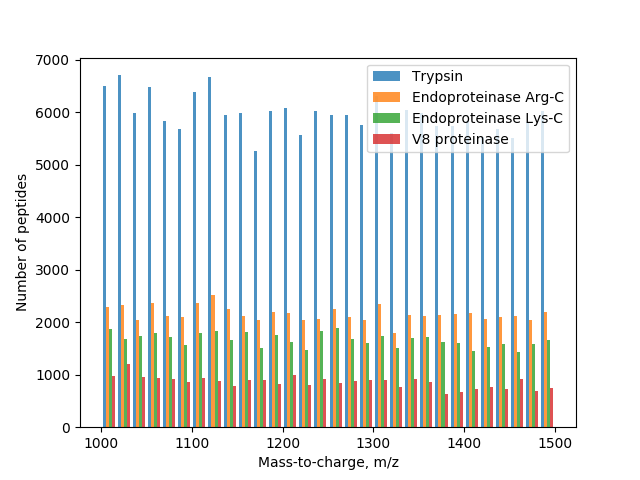 7000
6000
5000
4000
3000
2000
1000
0
Number of peptides
Trypsin
Endoproteinase Arg-C
Endoproteinase Lys-C
V8 proteinase
1000 1100 1200 1300 1400 1500
Mass-to-charge, m/z